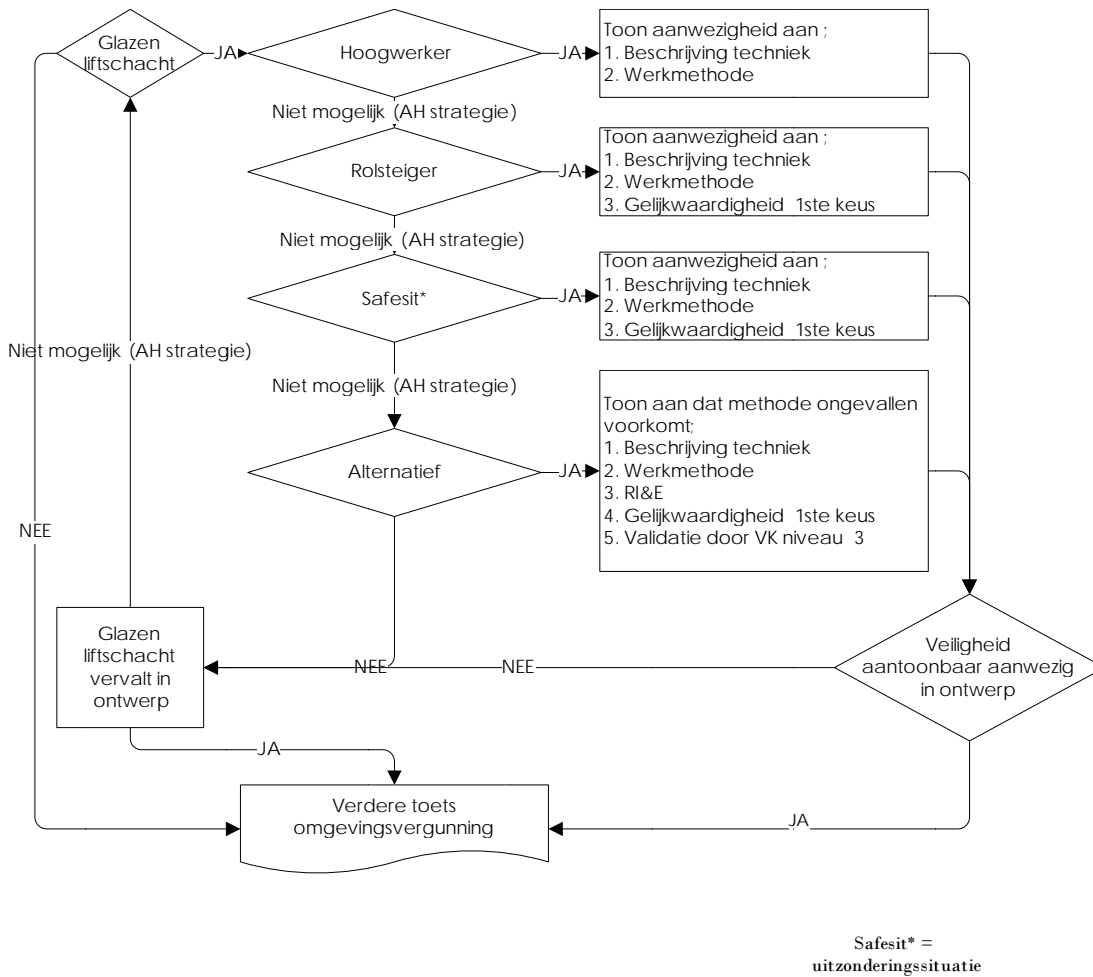 Glazen
liftschacht
JA
Hoogwerker
JA
Toon aanwezigheid aan ;
1. Beschrijving techniek
2. Werkmethode
Niet mogelijk (AH strategie)
Rolsteiger
JA
Toon aanwezigheid aan ;
1. Beschrijving techniek
2. Werkmethode
3. Gelijkwaardigheid 1ste keus
Niet mogelijk (AH strategie)
Safesit*
JA
Toon aanwezigheid aan ;
1. Beschrijving techniek
2. Werkmethode
3. Gelijkwaardigheid 1ste keus
Niet mogelijk (AH strategie)
Niet mogelijk (AH strategie)
Alternatief
JA
Toon aan dat methode ongevallen
voorkomt;
1. Beschrijving techniek
2. Werkmethode
3. RI&E
4. Gelijkwaardigheid 1ste keus
5. Validatie door VK niveau 3
NEE
Glazen
liftschacht
vervalt in
ontwerp
NEE
NEE
Veiligheid
aantoonbaar aanwezig
in ontwerp
JA
Verdere toets
omgevingsvergunning
JA
Safesit* =
uitzonderingssituatie